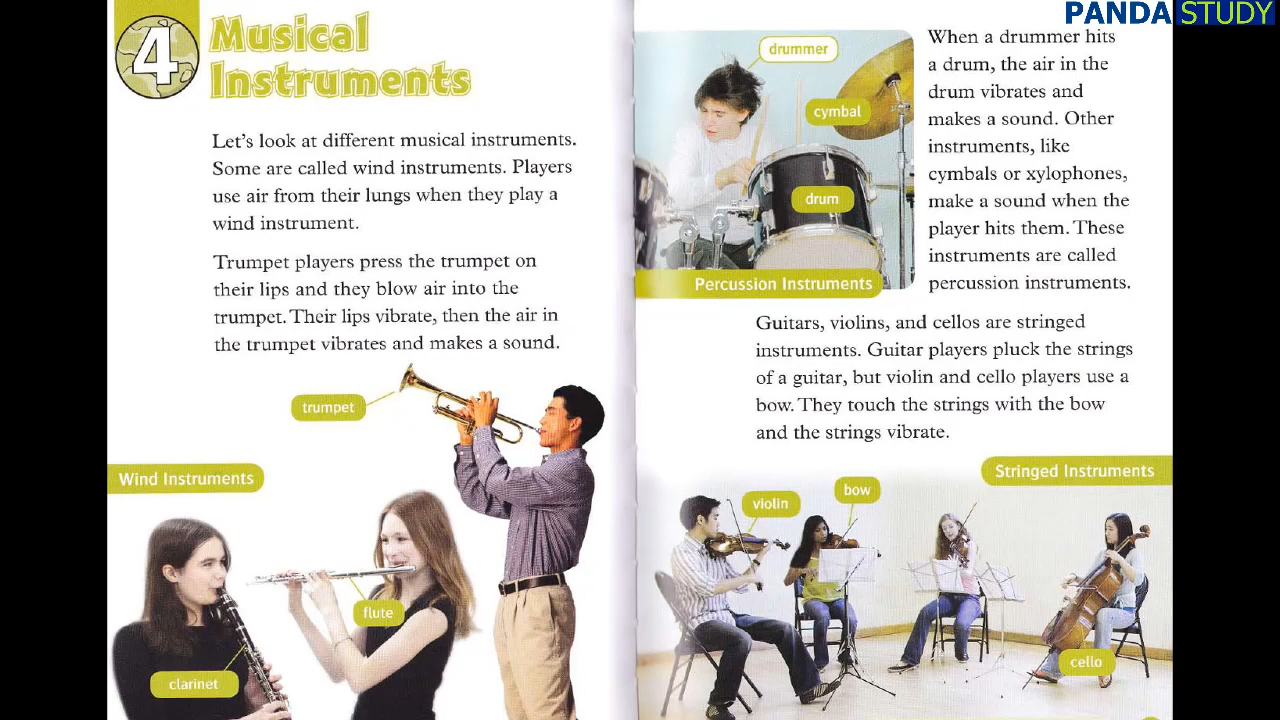 PANDA STUDY
4
Musical
Instruments
Let's look at different musical instruments.
Some are called wind instruments. Players
use air from their lungs when they play a
wind instrument.
Trumpet players press the trumpet on
their lips and they blow air into the
trumpet. Their lips vibrate, then the air in
the trumpet vibrates and makes a sound.
trumpet
Wind Instruments
flute
clarinet
drummer
cymbal
drum
Percussion Instruments
When a drummer hits
a drum, the air in the
drum vibrates and
makes a sound. Other
instruments, like
cymbals or xylophones,
make a sound when the
player hits them. These
instruments are called
percussion instruments.
Guitars, violins, and cellos are stringed
instruments. Guitar players pluck the strings
of a guitar, but violin and cello players use a
bow. They touch the strings with the bow
and the strings vibrate.
Stringed Instruments
violin
bow
cello